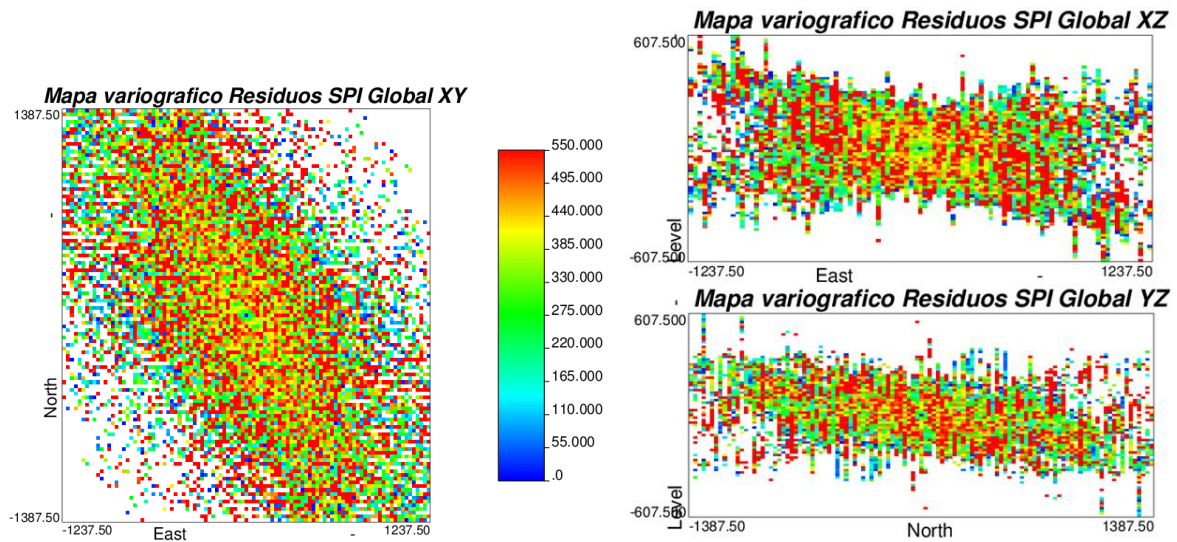 Mapa variografico Residuos SPI Global XY
1387.50
North
-1387.50
-1237.50
East
1237.50
550.000
495.000
440.000
385.000
330.000
275.000
220.000
165.000
110.000
55.000
.0
Mapa variografico Residuos SPI Global XZ
607.500
Level
-607.500
-1237.50
East
1237.50
Mapa variografico Residuos SPI Global YZ
607.500
Level
-607.500
-1387.50
North
1387.50